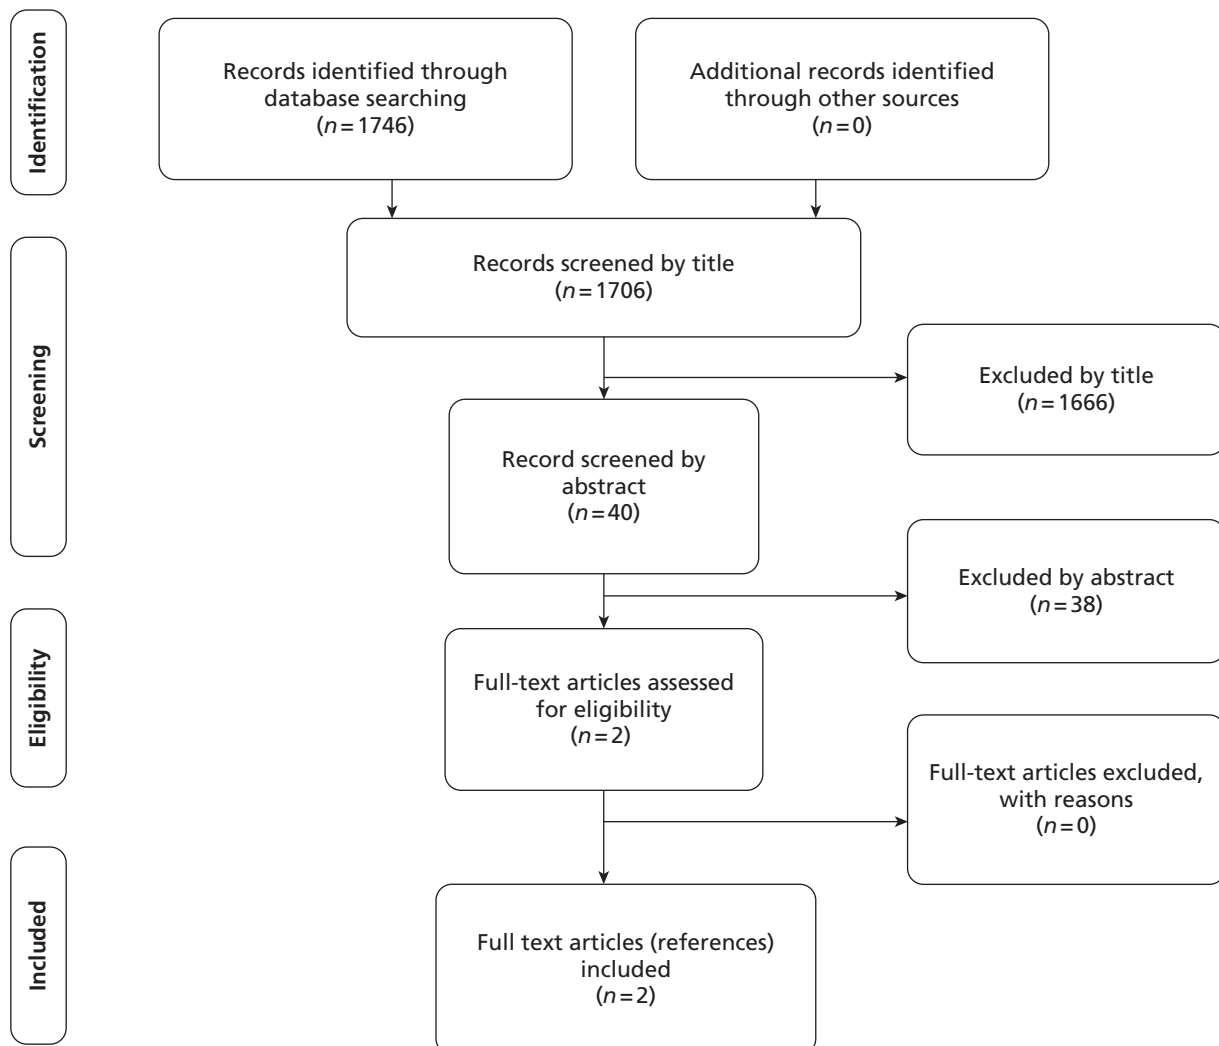 Identification
Records identified through
database searching
(n=1746)
Additional records identified
through other sources
(n=0)
Screening
Records screened by title
(n=1706)
Excluded by title
(n=1666)
Record screened by
abstract
(n=40)
Excluded by abstract
(n=38)
Eligibility
Full-text articles assessed
for eligibility
(n=2)
Full-text articles excluded,
with reasons
(n=0)
Included
Full text articles (references)
included
(n=2)